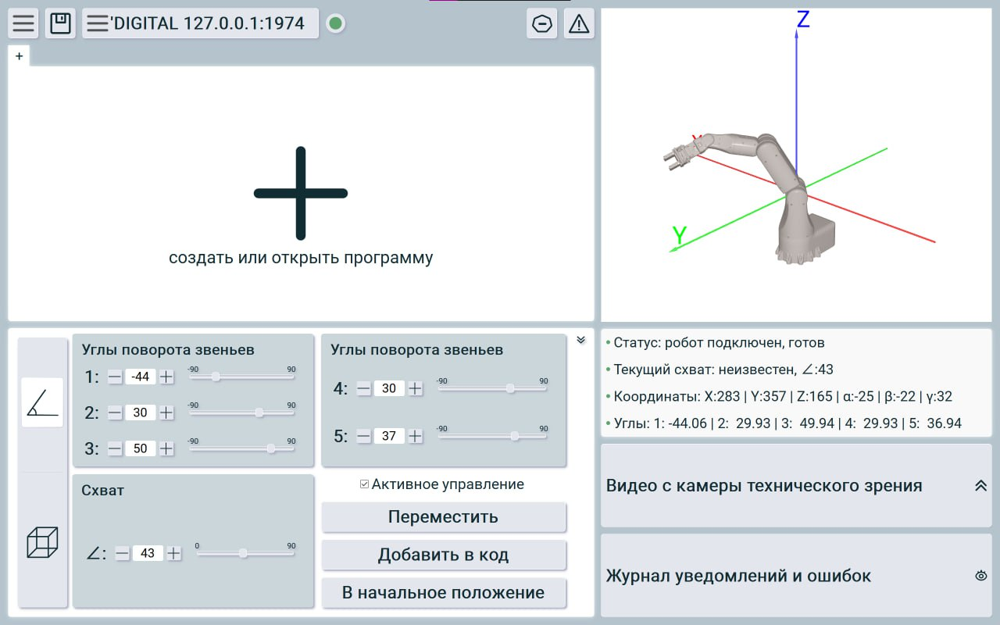 'DIGITAL 127.0.0.1:1974
+
создать или открыть программу
Z
X
Y
Углы поворота звеньев
1: -44 -90 90
2: 30 -90 90
3: 50 -90 90
Углы поворота звеньев
4: 30 -90 90
5: 37 -90 90
Схват
∠: 43 0 90
Активное управление
Переместить
Добавить в код
В начальное положение
• Статус: робот подключен, готов
• Текущий схват: неизвестен, ∠:43
• Координаты: X:283 | Y:357 | Z:165 | α:-25 | β:-22 | γ:32
• Углы: 1: -44.06 | 2: 29.93 | 3: 49.94 | 4: 29.93 | 5: 36.94
Видео с камеры технического зрения
Журнал уведомлений и ошибок